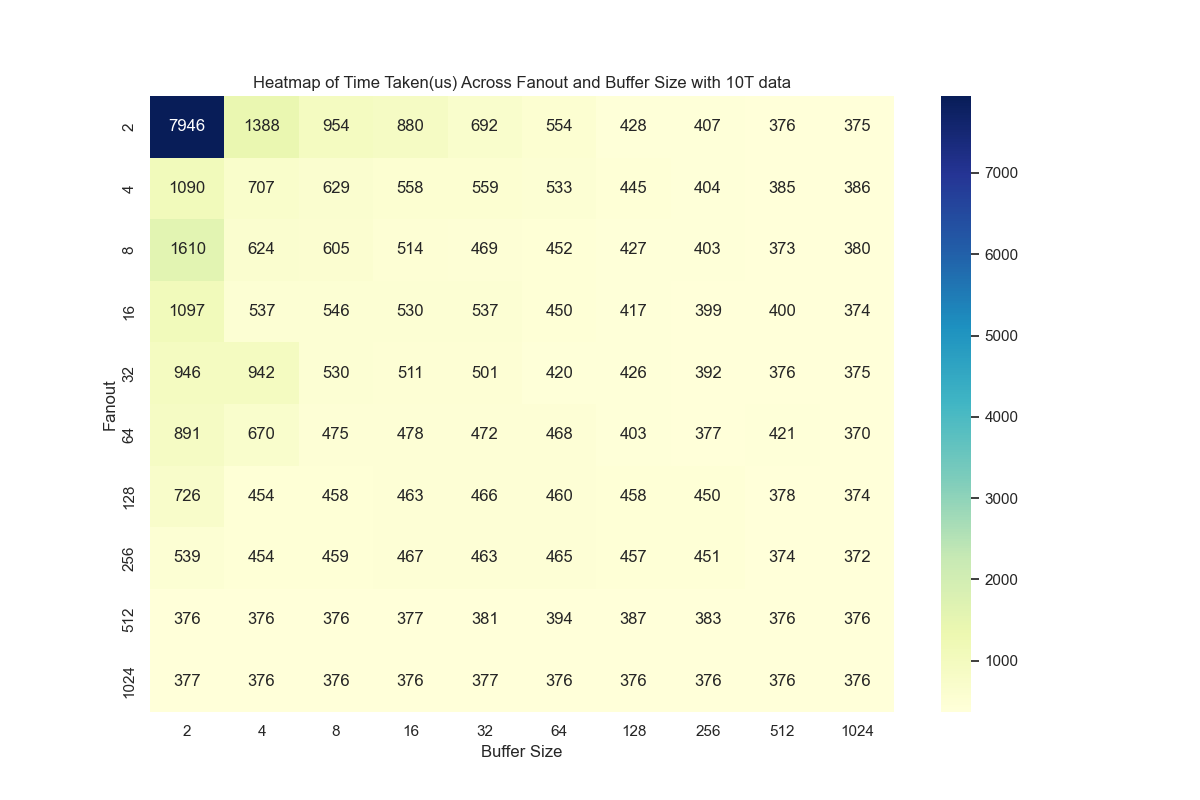 Heatmap of Time Taken(us) Across Fanout and Buffer Size with 10T data
2 7946 1388 954 880 692 554 428 407 376 375
4 1090 707 629 558 559 533 445 404 385 386
8 1610 624 605 514 469 452 427 403 373 380
16 1097 537 546 530 537 450 417 399 400 374
32 946 942 530 511 501 420 426 392 376 375
64 891 670 475 478 472 468 403 377 421 370
128 726 454 458 463 466 460 458 450 378 374
256 539 454 459 467 463 465 457 451 374 372
512 376 376 376 377 381 394 387 383 376 376
1024 377 376 376 376 377 376 376 376 376 376
2 4 8 16 32 64 128 256 512 1024
Buffer Size
Fanout
7000
6000
5000
4000
3000
2000
1000